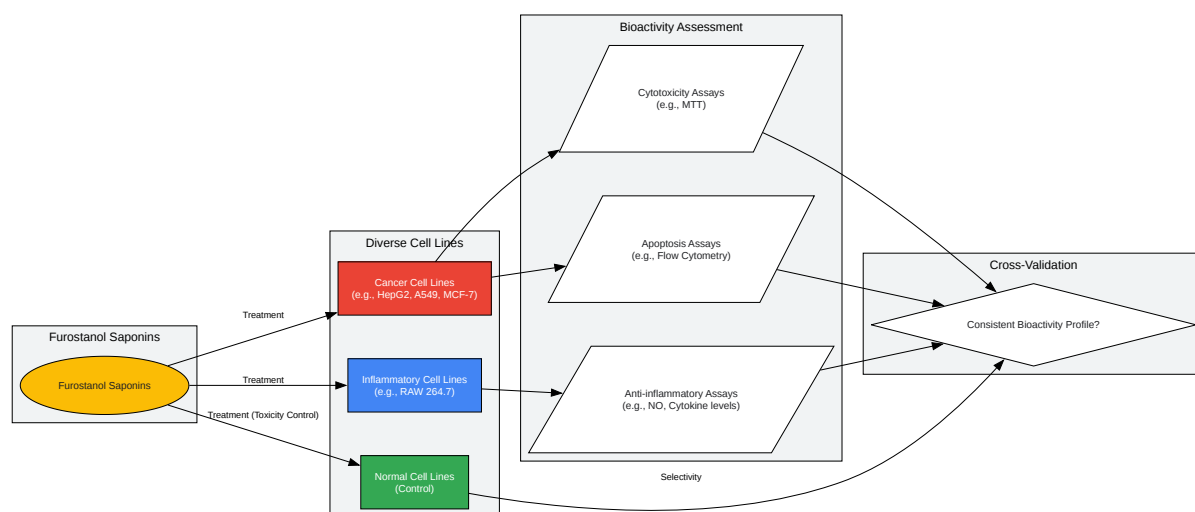 Bioactivity Assessment
Cytotoxicity Assays
(e.g., MTT)
Apoptosis Assays
(e.g., Flow Cytometry)
Anti-inflammatory Assays
(e.g., NO, Cytokine levels)
Diverse Cell Lines
Cancer Cell Lines
(e.g., HepG2, A549, MCF-7)
Inflammatory Cell Lines
(e.g., RAW 264.7)
Normal Cell Lines
(Control)
Cross-Validation
Consistent Bioactivity Profile?
Furostanol Saponins
Furostanol Saponins
Treatment
Treatment
Treatment (Toxicity Control)
Selectivity